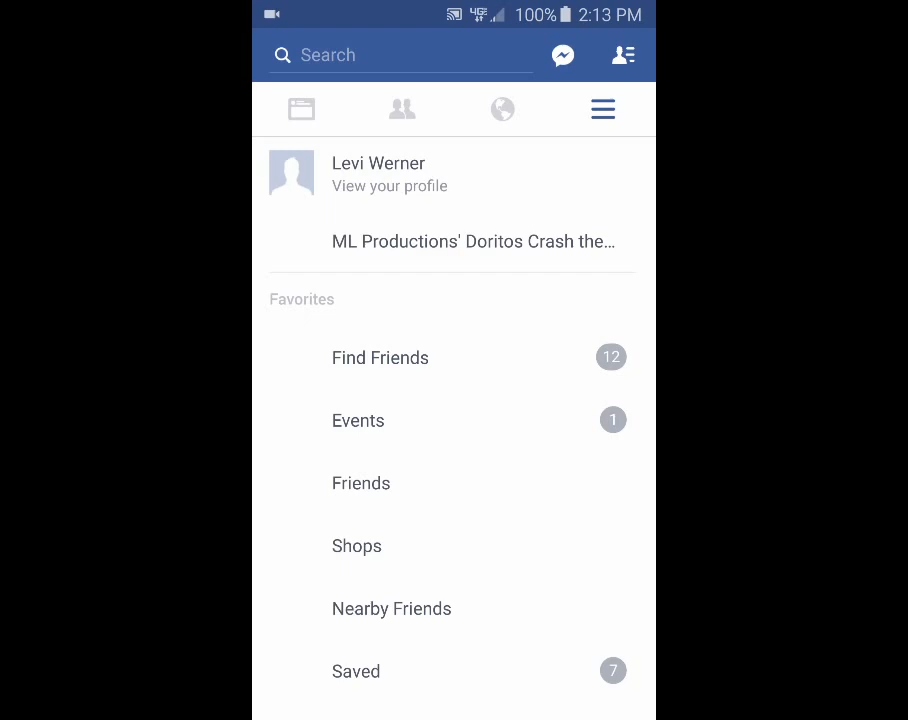 4G 100% 2:13 PM
Search
Levi Werner
View your profile
ML Productions' Doritos Crash the...
Favorites
Find Friends 12
Events 1
Friends
Shops
Nearby Friends
Saved 7